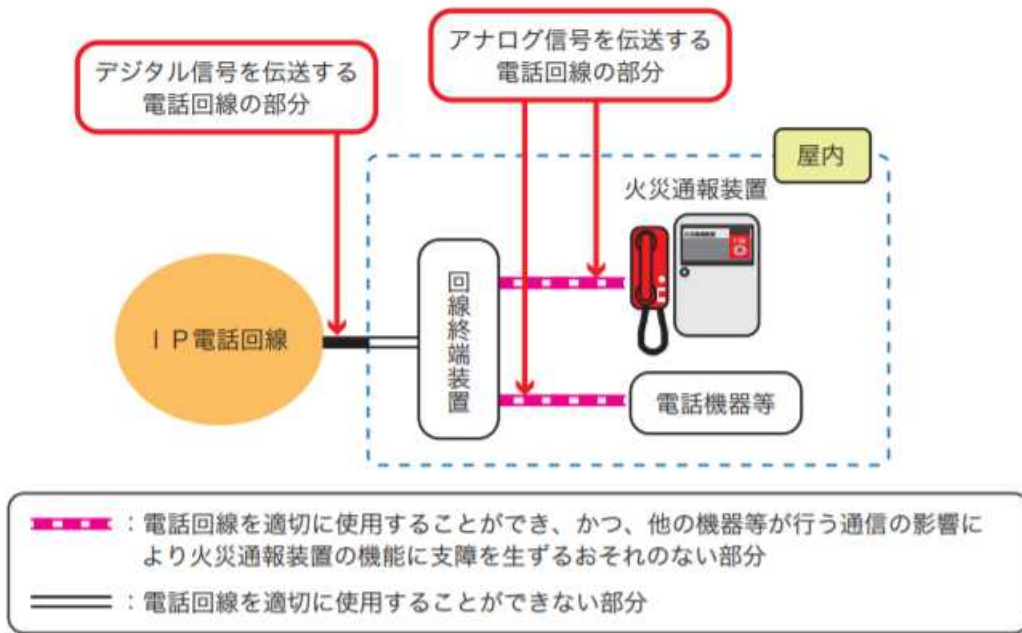 デジタル信号を伝送する
電話回線の部分
アナログ信号を伝送する
電話回線の部分
屋内
火災通報装置
回線終端装置
ＩＰ電話回線
電話機器等
：電話回線を適切に使用することができ、かつ、他の機器等が行う通信の影響に
より火災通報装置の機能に支障を生ずるおそれのない部分
：電話回線を適切に使用することができない部分